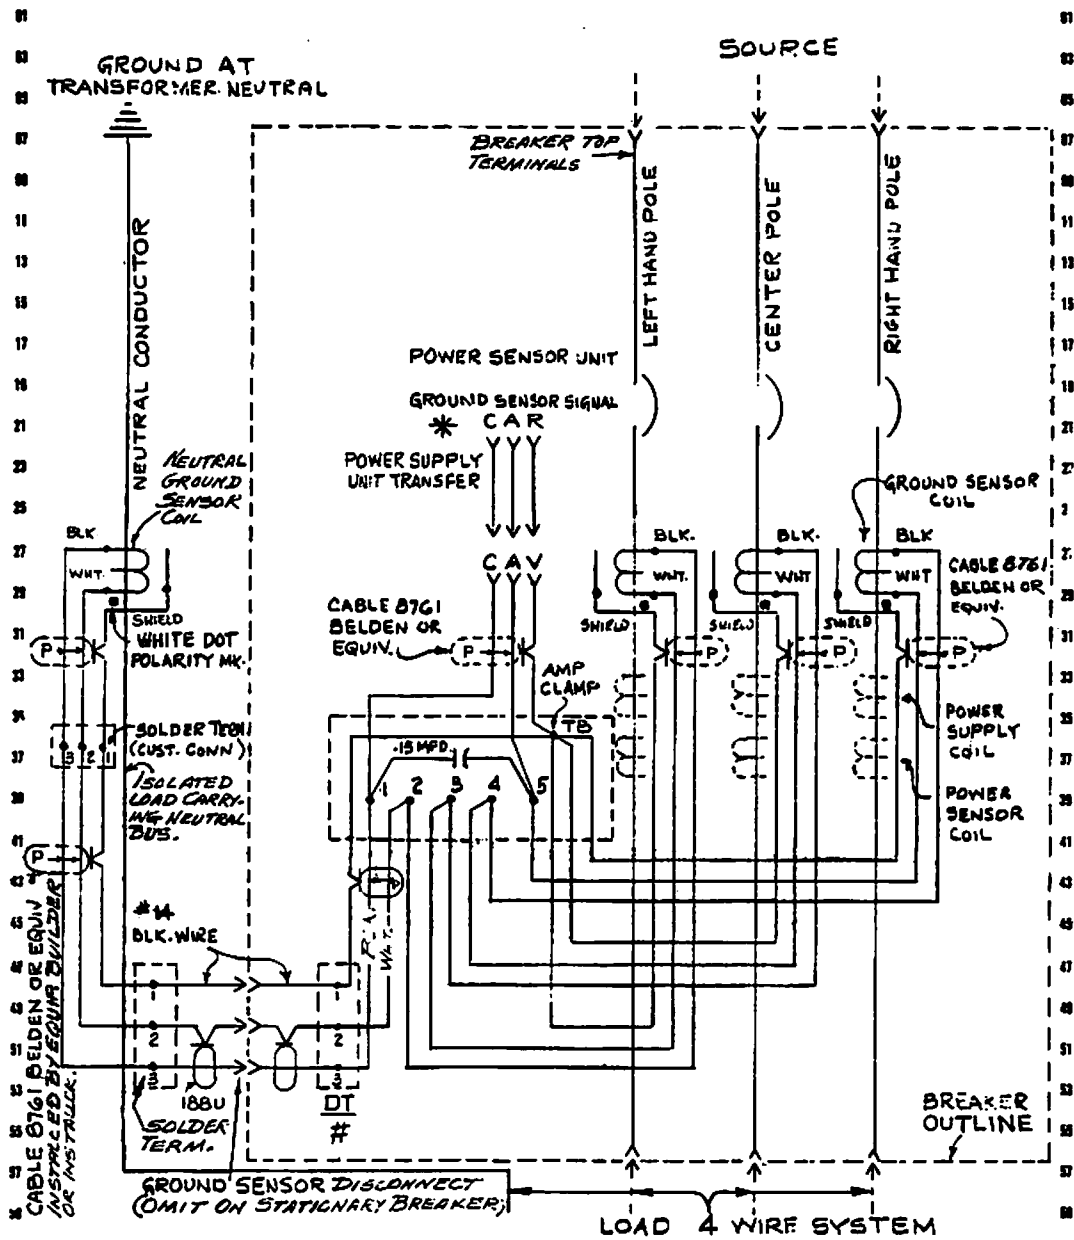 SOURCE
GROUND AT
TRANSFORMER NEUTRAL
BREAKER TOP
TERMINALS
NEUTRAL CONDUCTOR
LEFT HAND POLE
CENTER POLE
RIGHT HAND POLE
POWER SENSOR UNIT
GROUND SENSOR SIGNAL
* C A R
POWER SUPPLY
UNIT TRANSFER
NEUTRAL
GROUND
SENSOR
COIL
GROUND SENSOR
COIL
BLK
WHT.
SHIELD
WHITE DOT
POLARITY MK.
P
C A V
CABLE 8761
BELDEN OR
EQUIV.
P
BLK.
WHT.
SHIELD
P
BLK.
WHT
SHIELD
P
BLK
WHT
SHIELD
P
CABLE 8761
BELDEN OR
EQUIV.
AMP
CLAMP
TB
.15 MFD.
1 2 3 4 5
POWER
SUPPLY
COIL
POWER
SENSOR
COIL
SOLDER TERM
(CUST. CONN)
3 2 1
ISOLATED
LOAD CARRY-
ING NEUTRAL
BUS.
P
CABLE 8761 BELDEN OR EQUIV
INSTALLED BY EQUIP. BUILDER
OR INSTRUCK.
#14
BLK. WIRE
WHT.
1
2
3
1
2
3
188U
SOLDER
TERM.
DT
#
BREAKER
OUTLINE
GROUND SENSOR DISCONNECT
(OMIT ON STATIONARY BREAKER)
LOAD 4 WIRE SYSTEM